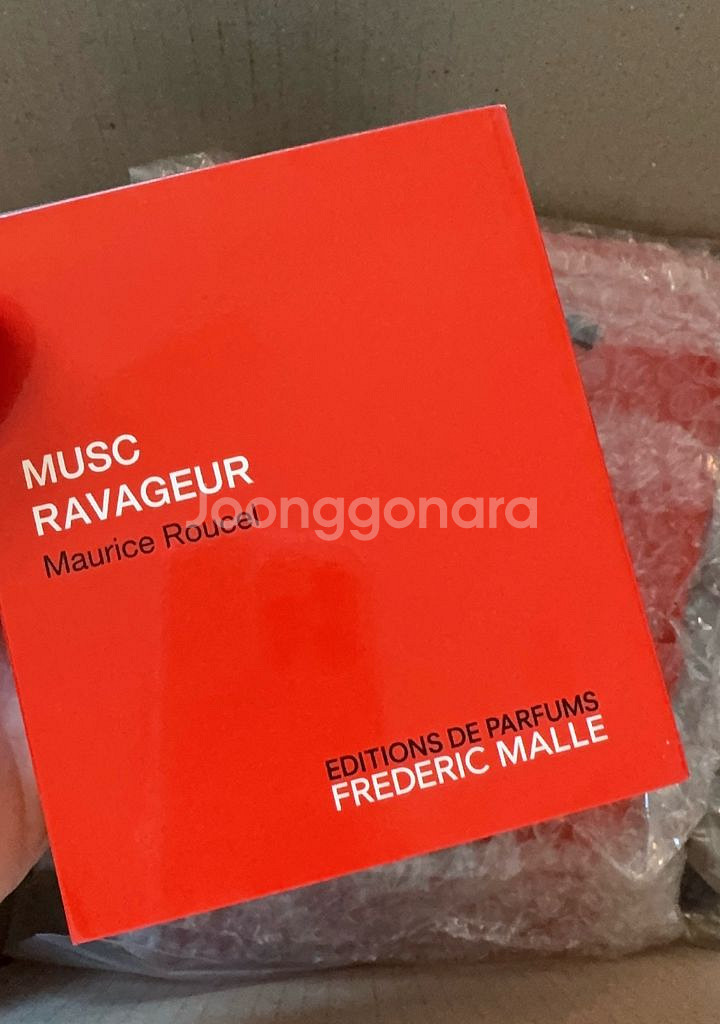 MUSC
RAVAGEUR
Joonggonara
Maurice Roucel
EDITIONS DE PARFUMS
FREDERIC MALLE